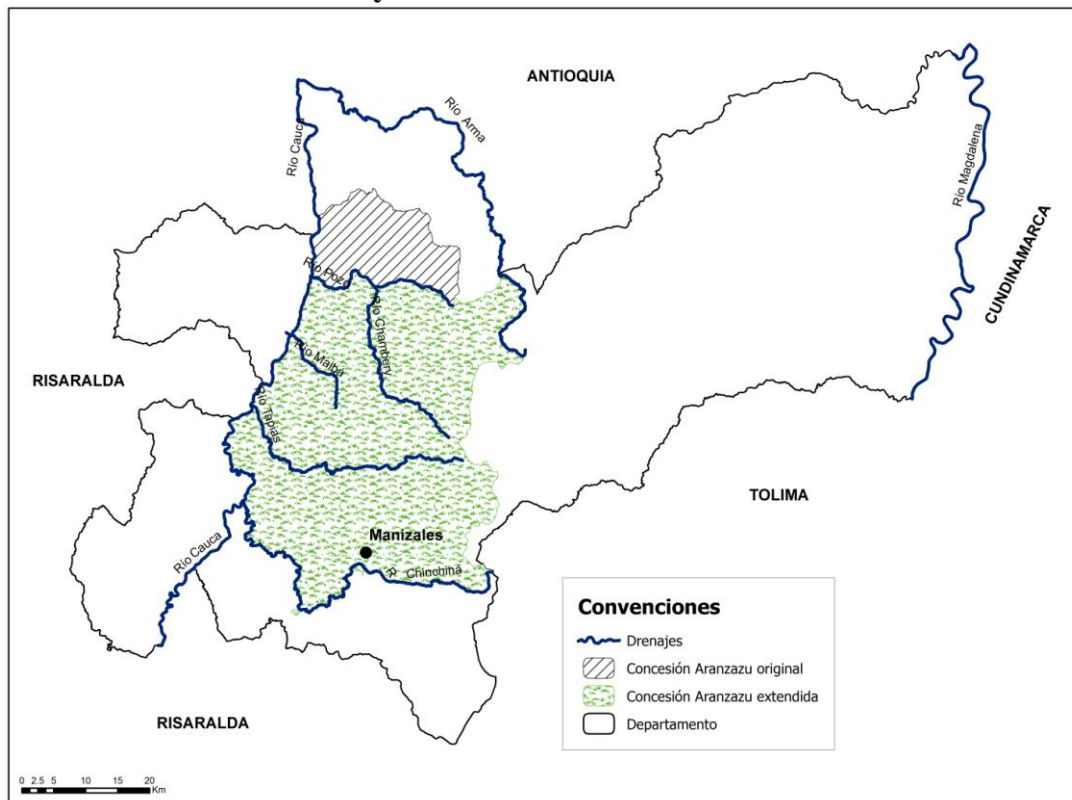 ANTIOQUIA
Río Arma
Río Cauca
Río Magdalena
CUNDINAMARCA
Río Pozo
Río Chambery
Río Maiba
RISARALDA
Río Tapias
TOLIMA
Manizales
Río Cauca
R. Chinchiná
Convenciones
Drenajes
Concesión Aranzazu original
Concesión Aranzazu extendida
Departamento
RISARALDA
0 2.5 5 10 15 20
Km